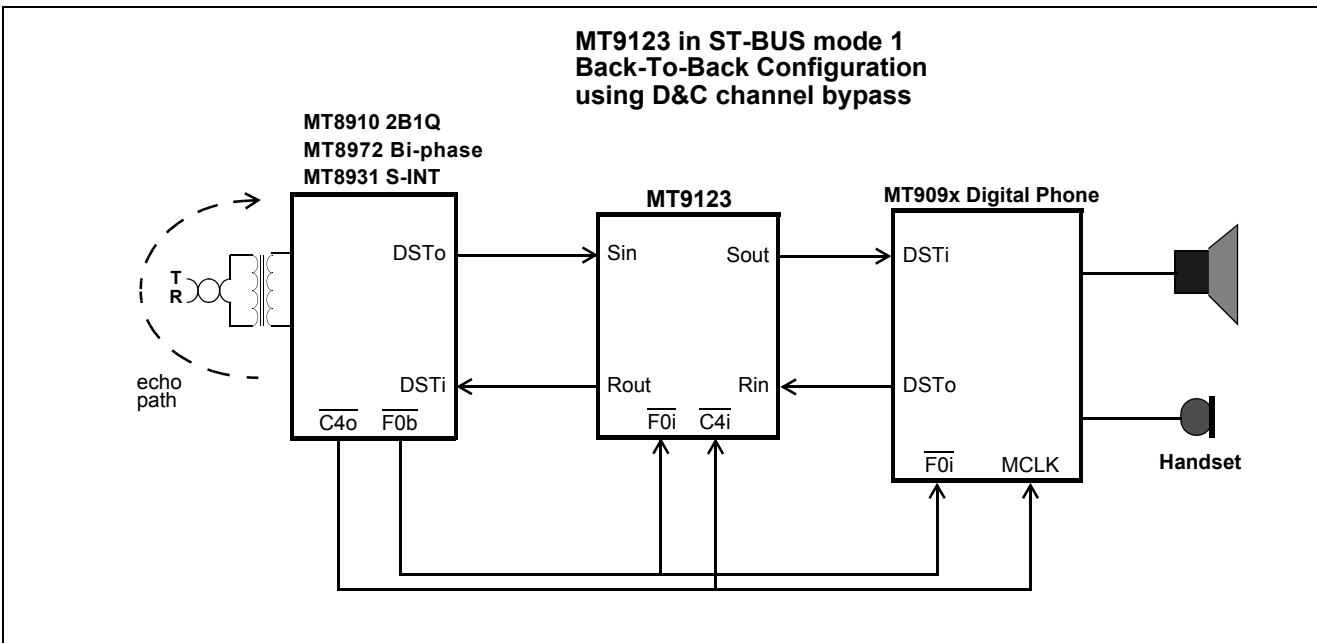 MT9123 in ST-BUS mode 1
Back-To-Back Configuration
using D&C channel bypass
MT8910 2B1Q
MT8972 Bi-phase
MT8931 S-INT
MT9123
MT909x Digital Phone
DSTo
Sin
Sout
DSTi
T
R
DSTi
Rout
Rin
DSTo
echo
path
C4o
F0b
F0i
C4i
F0i
MCLK
Handset